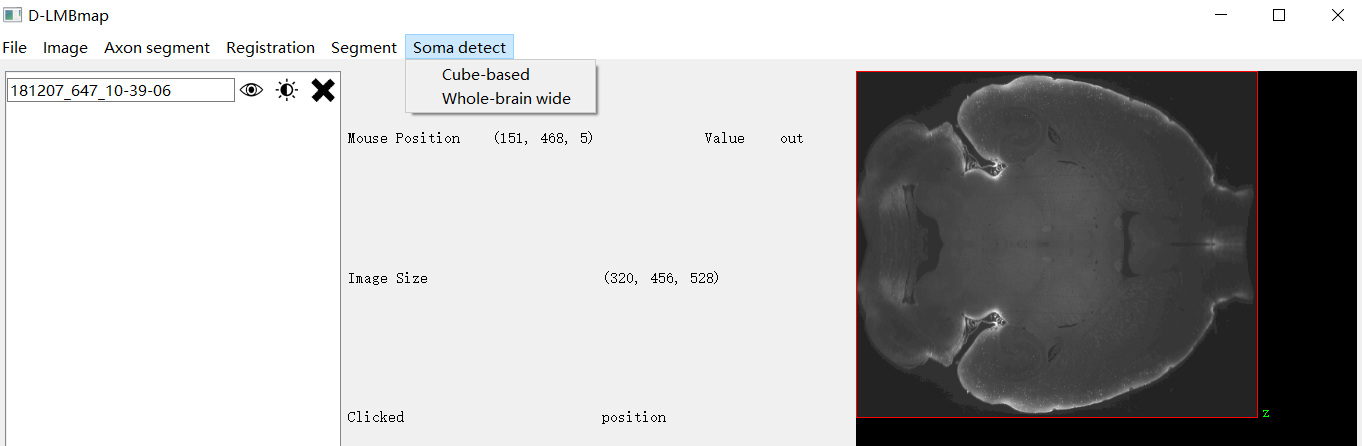 D-LMBmap
File Image Axon segment Registration Segment Soma detect
Cube-based
Whole-brain wide
181207_647_10-39-06
Mouse Position (151, 468, 5) Value out
Image Size (320, 456, 528)
Clicked position
z